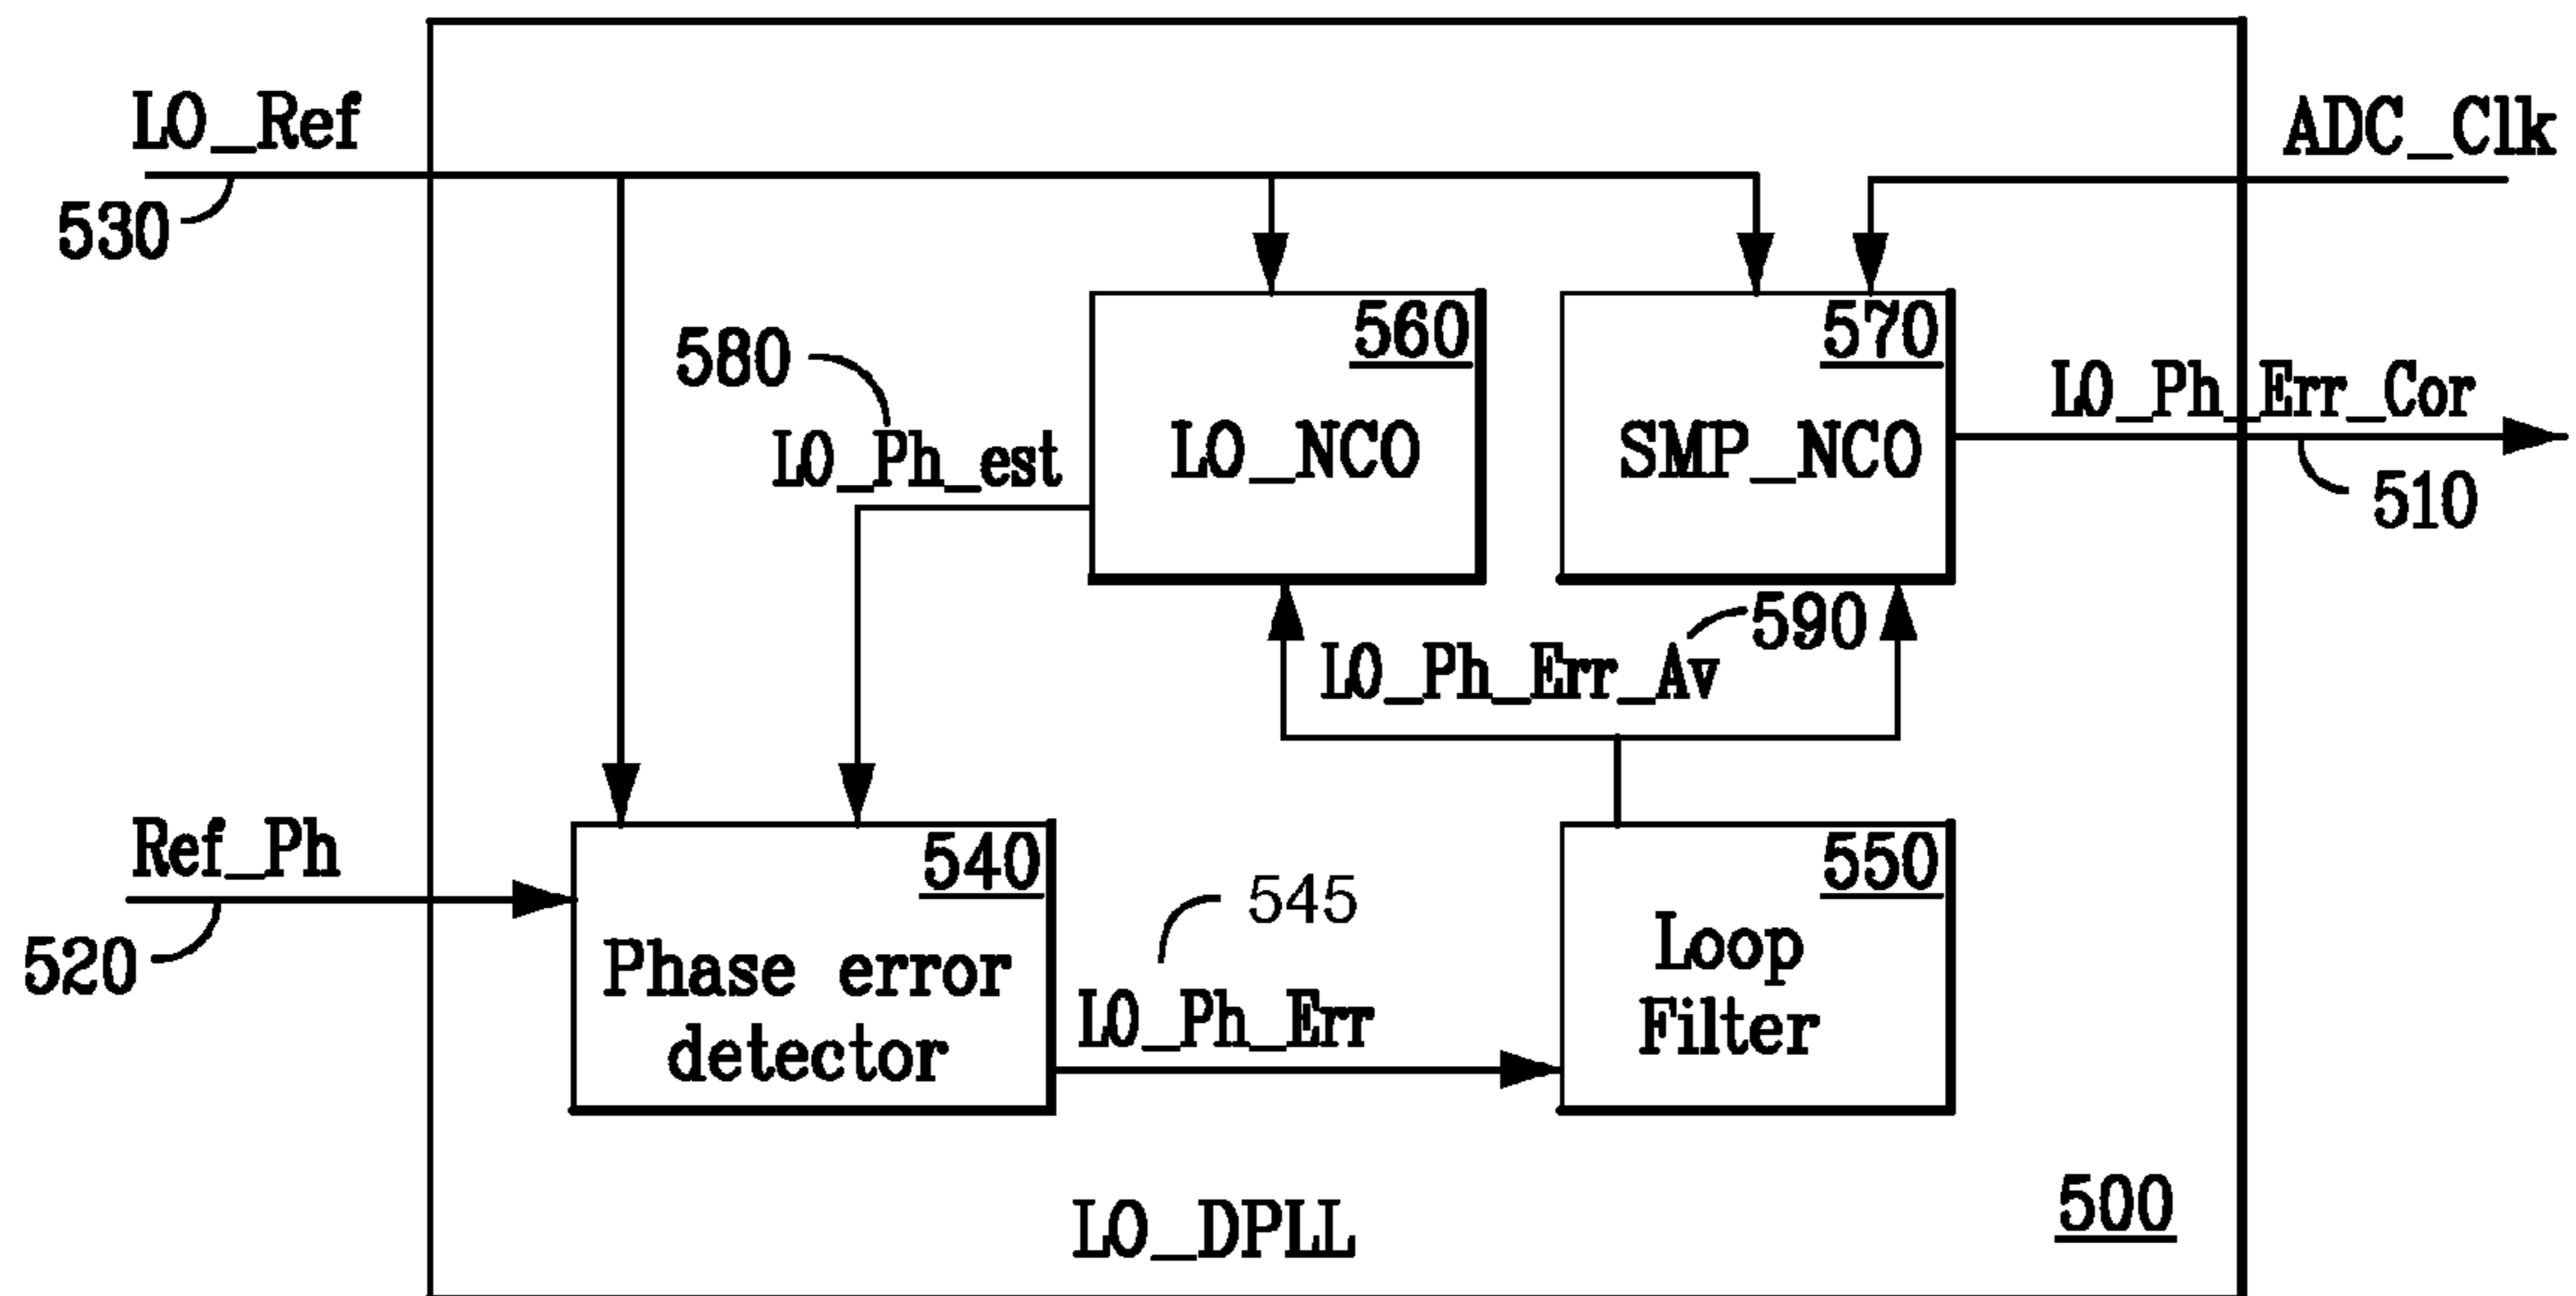 LO_Ref
ADC_Clk
530
560
570
580
LO_Ph_Err_Cor
LO_Ph_est
LO_NCO
SMP_NCO
510
590
LO_Ph_Err_Av
Ref_Ph
540
545
550
520
Phase error
detector
LO_Ph_Err
Loop
Filter
LO_DPLL
500